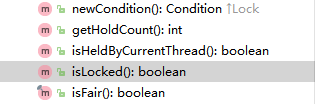 newCondition(): Condition ↑Lock
getHoldCount(): int
isHeldByCurrentThread(): boolean
isLocked(): boolean
isFair(): boolean